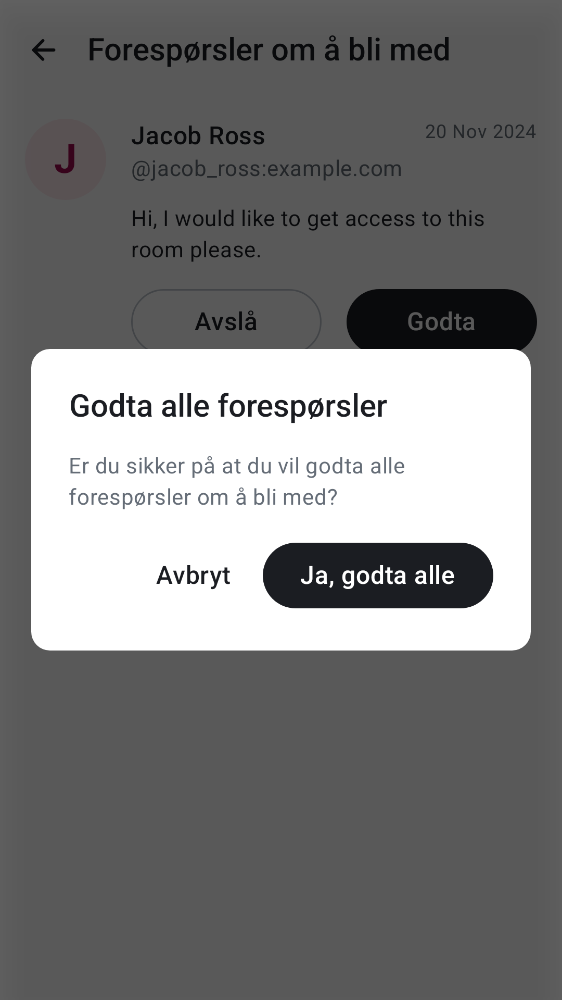 Forespørsler om å bli med
J
Jacob Ross
20 Nov 2024
@jacob_ross:example.com
Hi, I would like to get access to this
room please.
Avslå
Godta
Godta alle forespørsler
Er du sikker på at du vil godta alle
forespørsler om å bli med?
Avbryt
Ja, godta alle